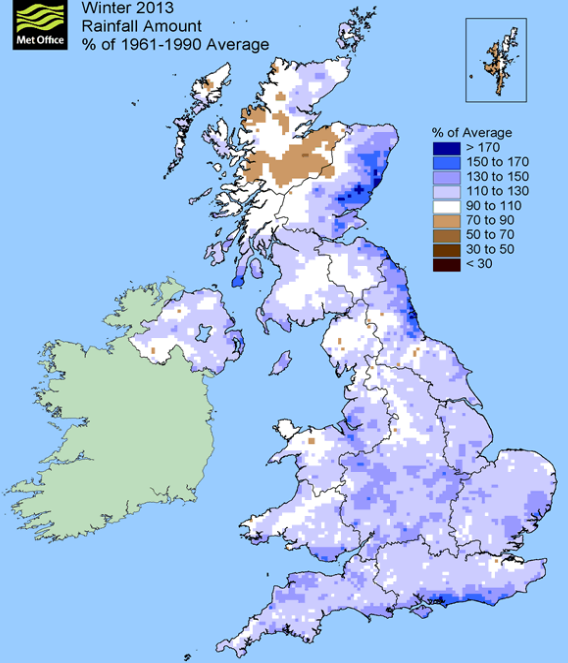 Met Office
Winter 2013
Rainfall Amount
% of 1961-1990 Average
% of Average
> 170
150 to 170
130 to 150
110 to 130
90 to 110
70 to 90
50 to 70
30 to 50
< 30